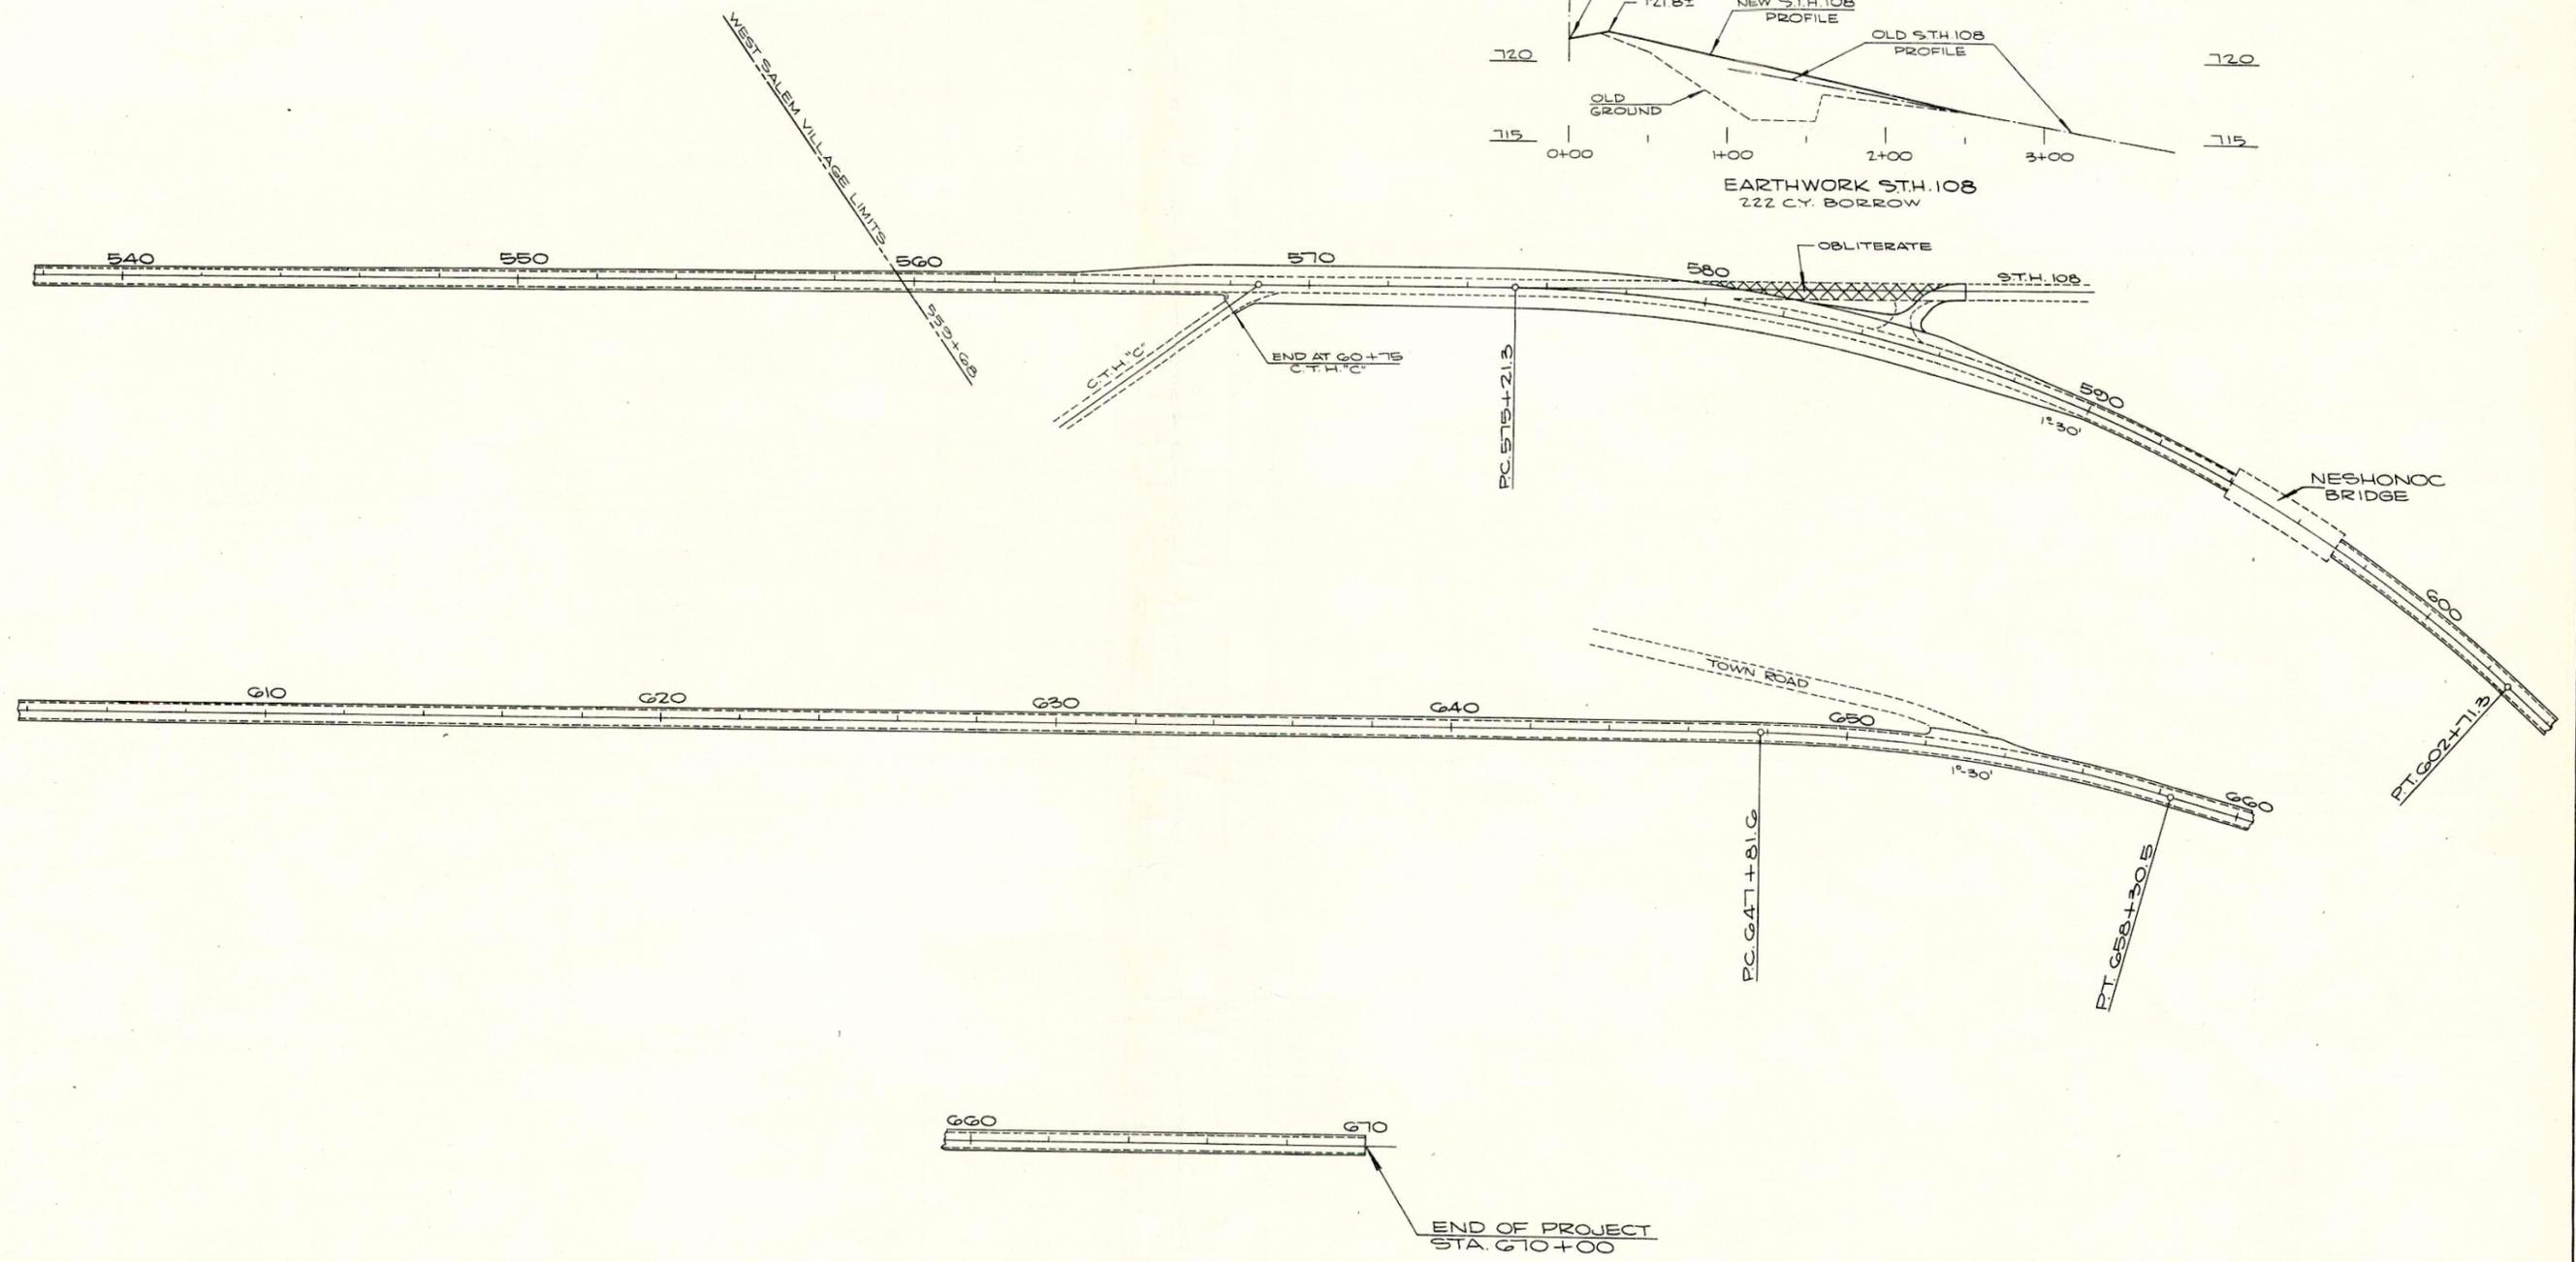 721.8±
NEW S.T.H. 108
PROFILE
OLD S.T.H. 108
PROFILE
720
720
OLD
GROUND
715
715
0+00
1+00
2+00
3+00
EARTHWORK S.T.H. 108
222 C.Y. BORROW
WEST SALEM VILLAGE LIMITS
559+68
540
550
560
570
580
OBLITERATE
S.T.H. 108
C.T.H. "C"
END AT 60+75
C.T.H. "C"
P.C. 575+21.3
590
1°-30'
NESHONOC
BRIDGE
600
P.T. 602+71.3
TOWN ROAD
610
620
630
640
650
1°-30'
660
P.C. 647+81.6
P.T. 658+30.5
660
670
END OF PROJECT
STA. 670+00